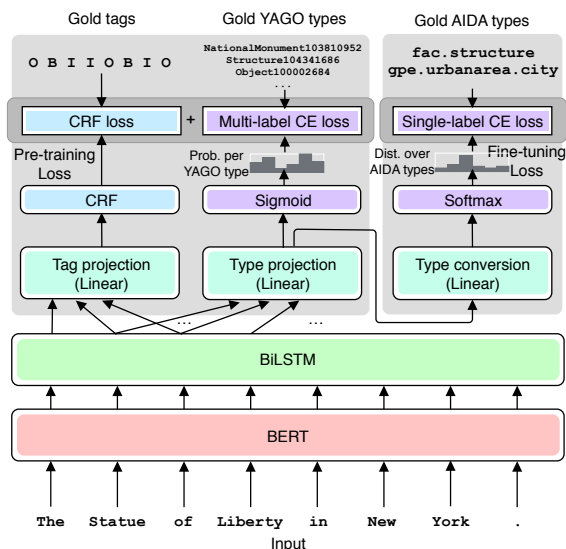 Gold tags
Gold YAGO types
Gold AIDA types
O B I I O B I O
NationalMonument103810952
Structure104341686
Object100002684
...
fac.structure
gpe.urbanarea.city
CRF loss
+
Multi-label CE loss
Single-label CE loss
Pre-training
Loss
Prob. per
YAGO type
Dist. over
AIDA types
Fine-tuning
Loss
CRF
Sigmoid
Softmax
Tag projection
(Linear)
Type projection
(Linear)
Type conversion
(Linear)
...
...
BiLSTM
BERT
The Statue of Liberty in New York .
Input